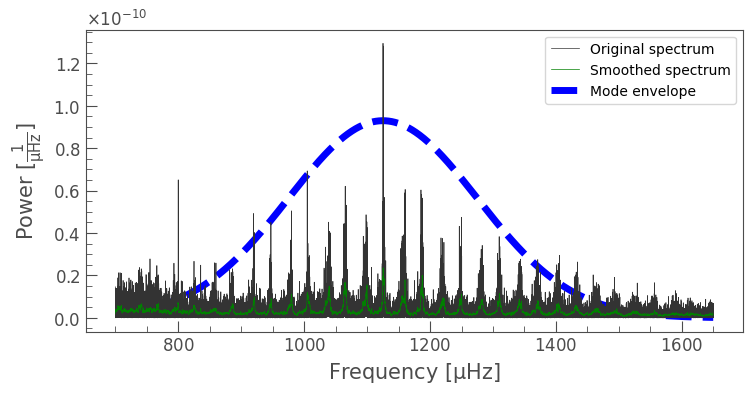 ×10⁻¹⁰
Original spectrum
Smoothed spectrum
Mode envelope
1.2
1.0
0.8
0.6
0.4
0.2
0.0
Power [1/μHz]
800 1000 1200 1400 1600
Frequency [μHz]